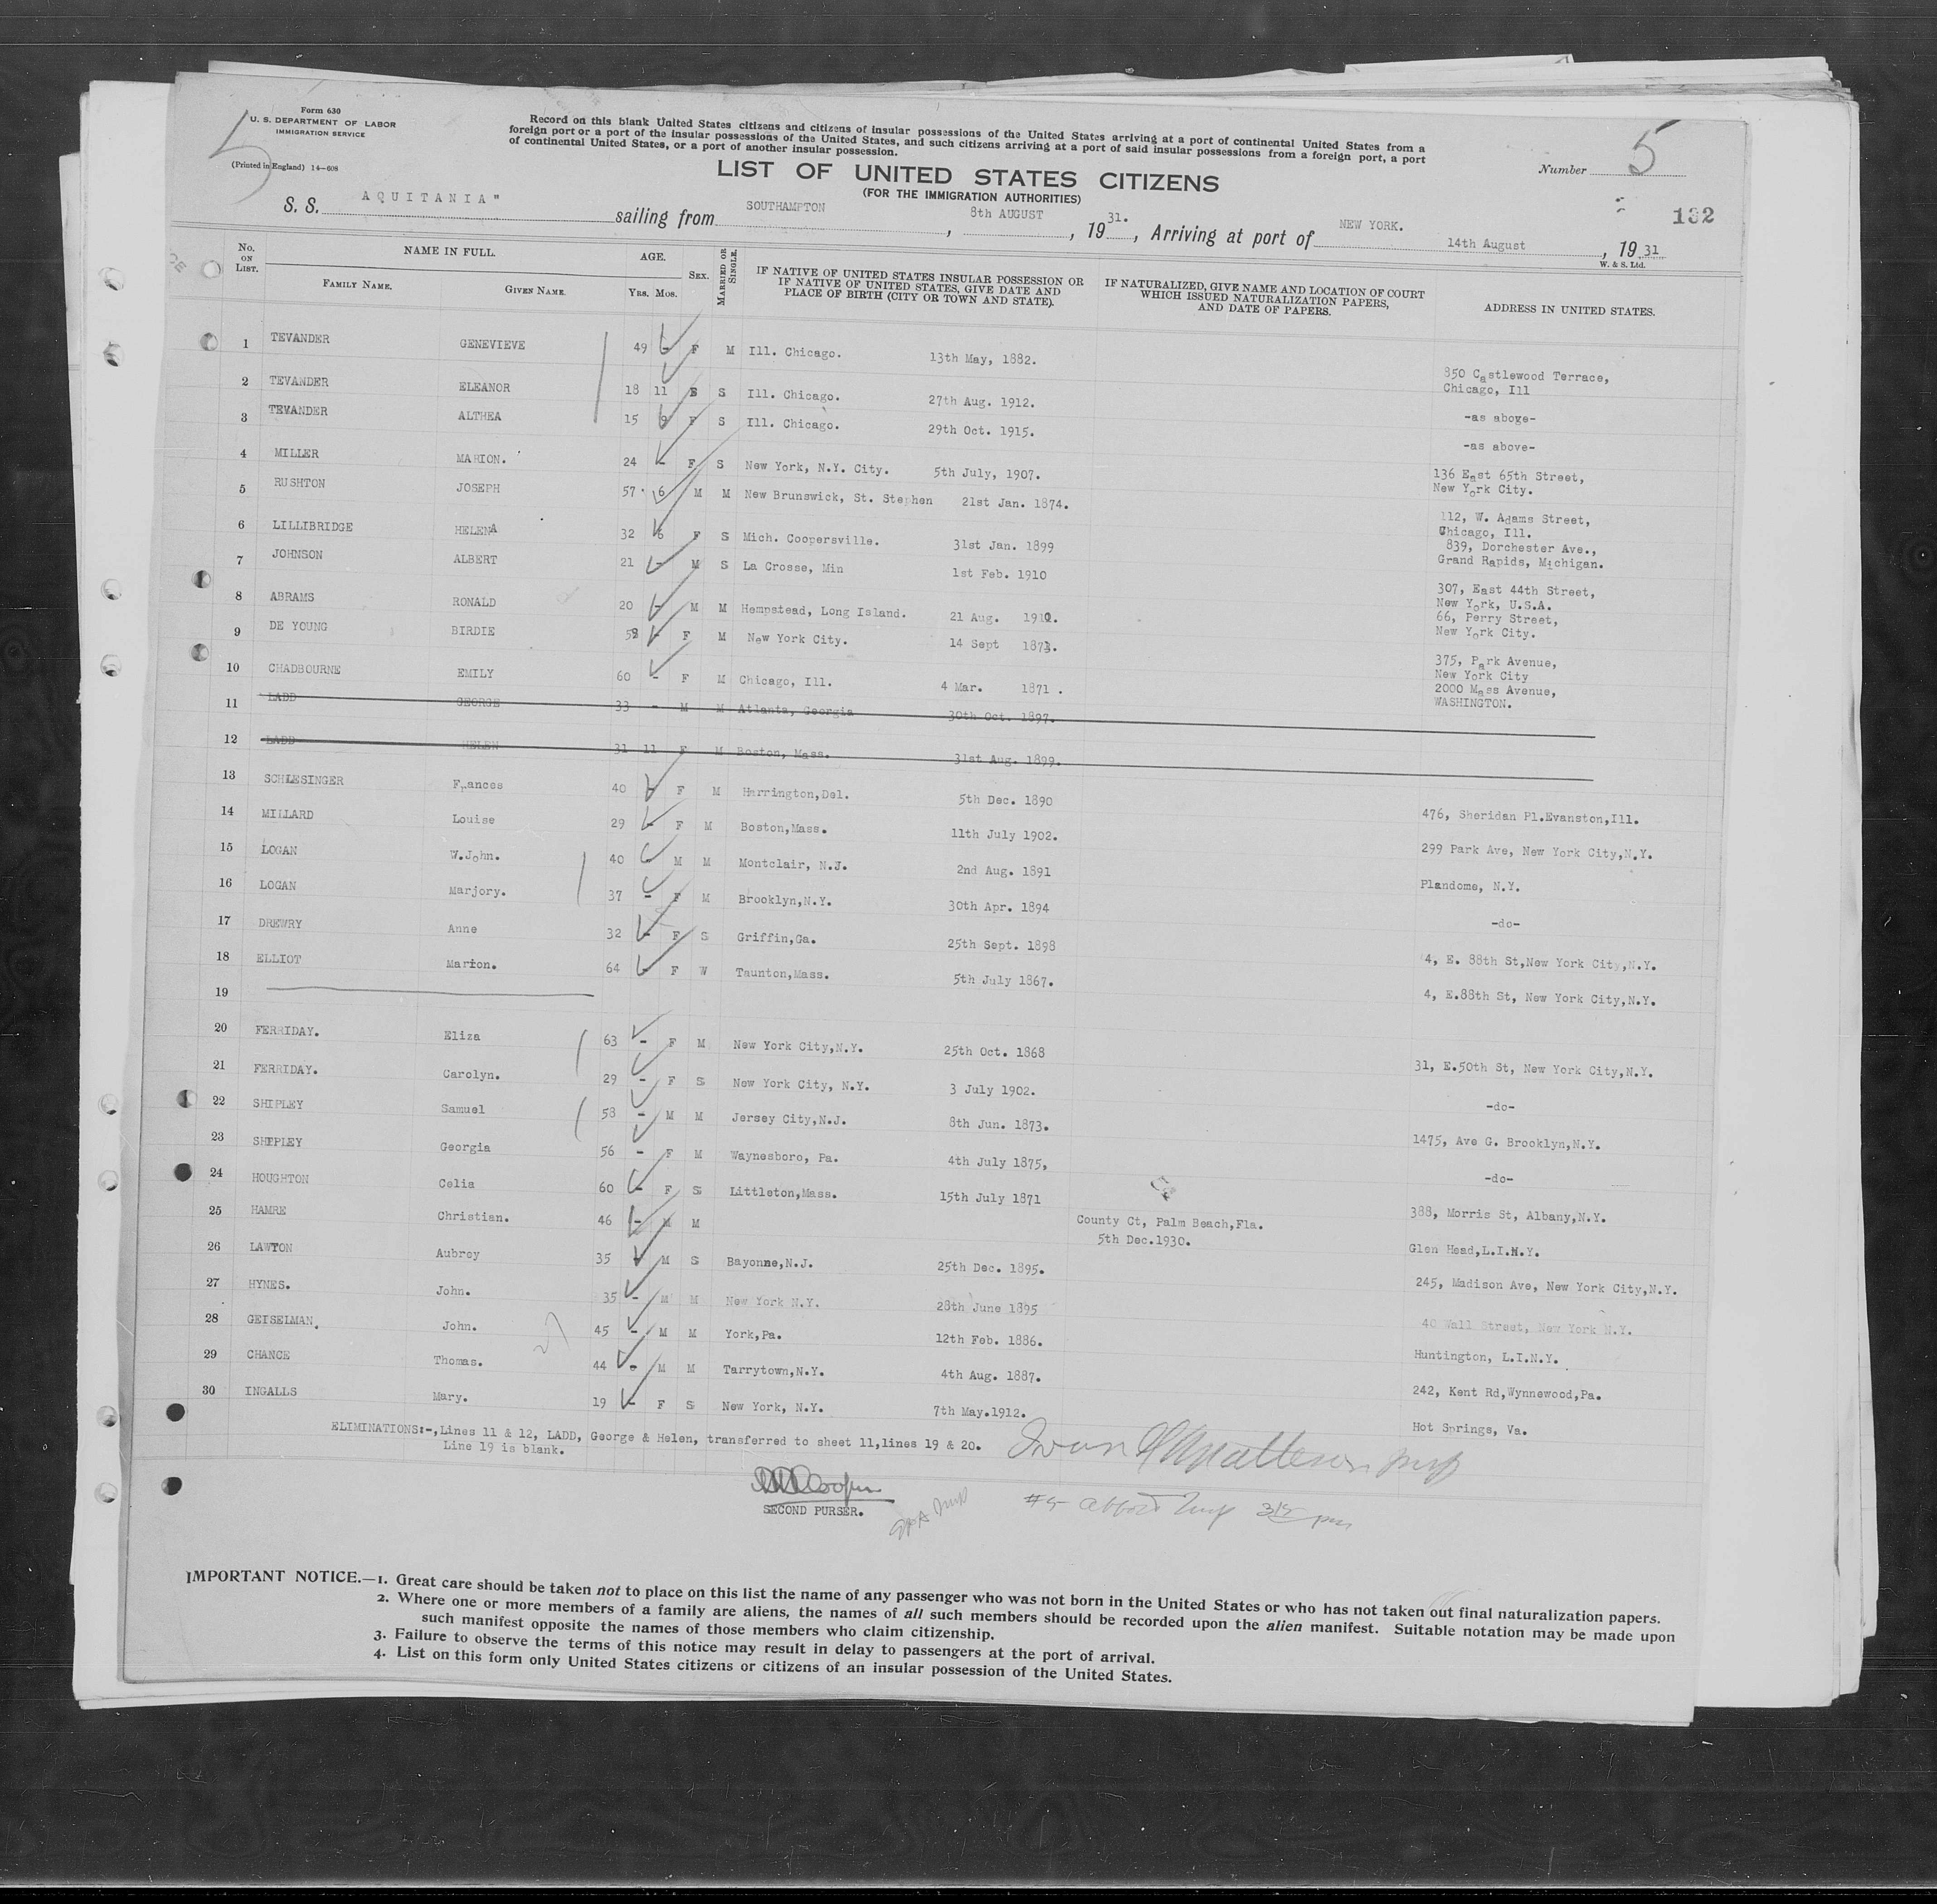 Form 630
U. S. DEPARTMENT OF LABOR
IMMIGRATION SERVICE
(Printed in England) 14—608
5
Record on this blank United States citizens and citizens of insular possessions of the United States arriving at a port of continental United States from a
foreign port or a port of the insular possessions of the United States, and such citizens arriving at a port of said insular possessions from a foreign port, a port
of continental United States, or a port of another insular possession.
LIST OF UNITED STATES CITIZENS
(FOR THE IMMIGRATION AUTHORITIES)
Number 5
132
S. S. AQUITANIA" sailing from SOUTHAMPTON, 8th AUGUST, 19 31., Arriving at port of NEW YORK. 14th August, 19 31
W. & S. Ltd.
No. ON LIST. NAME IN FULL. AGE. SEX. MARRIED OR SINGLE. IF NATIVE OF UNITED STATES INSULAR POSSESSION OR IF NATIVE OF UNITED STATES, GIVE DATE AND PLACE OF BIRTH (CITY OR TOWN AND STATE). IF NATURALIZED, GIVE NAME AND LOCATION OF COURT WHICH ISSUED NATURALIZATION PAPERS, AND DATE OF PAPERS. ADDRESS IN UNITED STATES.
FAMILY NAME. GIVEN NAME. YRS. MOS.
1 TEVANDER GENEVIEVE 49 - F M Ill. Chicago. 13th May, 1882. 850 Castlewood Terrace, Chicago, Ill
2 TEVANDER ELEANOR 18 11 S Ill. Chicago. 27th Aug. 1912. -as aboge-
3 TEVANDER ALTHEA 15 9 F S Ill. Chicago. 29th Oct. 1915. -as above-
4 MILLER MARION. 24 - F S New York, N.Y. City. 5th July, 1907. 136 East 65th Street, New York City.
5 RUSHTON JOSEPH 57 6 M M New Brunswick, St. Stephen 21st Jan. 1874. 112, W. Adams Street, Chicago, Ill.
6 LILLIBRIDGE HELENA 32 6 F S Mich. Coopersville. 31st Jan. 1899 839, Dorchester Ave., Grand Rapids, Michigan.
7 JOHNSON ALBERT 21 - M S La Crosse, Min 1st Feb. 1910 307, East 44th Street, New York, U.S.A.
8 ABRAMS RONALD 20 - M M Hempstead, Long Island. 21 Aug. 1910. 66, Perry Street, New York City.
9 DE YOUNG BIRDIE 58 - F M New York City. 14 Sept 1873. 375, Park Avenue, New York City
10 CHADBOURNE EMILY 60 - F M Chicago, Ill. 4 Mar. 1871. 2000 Mass Avenue, WASHINGTON.
11 LADD GEORGE 33 - M M Atlanta, Georgia 30th Oct. 1897.
12 LADD HELEN 31 11 F M Boston, Mass. 31st Aug. 1899.
13 SCHLESINGER Frances 40 F M Harrington,Del. 5th Dec. 1890 476, Sheridan Pl.Evanston,Ill.
14 MILLARD Louise 29 - F M Boston,Mass. 11th July 1902. 299 Park Ave, New York City,N.Y.
15 LOGAN W.John. 40 - M M Montclair, N.J. 2nd Aug. 1891 Plandome, N.Y.
16 LOGAN Marjory. 37 - F M Brooklyn,N.Y. 30th Apr. 1894 -do-
17 DREWRY Anne 32 - F S Griffin,Ga. 25th Sept. 1898 4, E. 88th St,New York City,N.Y.
18 ELLIOT Marion. 64 - F W Taunton,Mass. 5th July 1867. 4, E.88th St, New York City,N.Y.
19
20 FERRIDAY. Eliza 63 - F M New York City,N.Y. 25th Oct. 1868 31, E.50th St, New York City,N.Y.
21 FERRIDAY. Carolyn. 29 - F S New York City, N.Y. 3 July 1902. -do-
22 SHIPLEY Samuel 58 - M M Jersey City,N.J. 8th Jun. 1873. 1475, Ave G. Brooklyn,N.Y.
23 SHIPLEY Georgia 56 - F M Waynesboro, Pa. 4th July 1875, -do-
24 HOUGHTON Celia 60 - F S Littleton,Mass. 15th July 1871 388, Morris St, Albany,N.Y.
25 HAMRE Christian. 46 - M M County Ct, Palm Beach,Fla. 5th Dec.1930. Glen Head,L.I.N.Y.
26 LAWTON Aubrey 35 - M S Bayonne,N.J. 25th Dec. 1895. 245, Madison Ave, New York City,N.Y.
27 HYNES. John. 35 - M M New York N.Y. 28th June 1895 40 Wall Street, New York N.Y.
28 GEISELMAN. John. 45 - M M York,Pa. 12th Feb. 1886. Huntington, L.I.N.Y.
29 CHANCE Thomas. 44 - M M Tarrytown,N.Y. 4th Aug. 1887. 242, Kent Rd,Wynnewood,Pa.
30 INGALLS Mary. 19 - F S New York, N.Y. 7th May.1912. Hot Springs, Va.
ELIMINATIONS:-,Lines 11 & 12, LADD, George & Helen, transferred to sheet 11,lines 19 & 20.
Line 19 is blank.
SECOND PURSER.
IMPORTANT NOTICE.—1. Great care should be taken not to place on this list the name of any passenger who was not born in the United States or who has not taken out final naturalization papers.
2. Where one or more members of a family are aliens, the names of all such members should be recorded upon the alien manifest. Suitable notation may be made upon
such manifest opposite the names of those members who claim citizenship.
3. Failure to observe the terms of this notice may result in delay to passengers at the port of arrival.
4. List on this form only United States citizens or citizens of an insular possession of the United States.